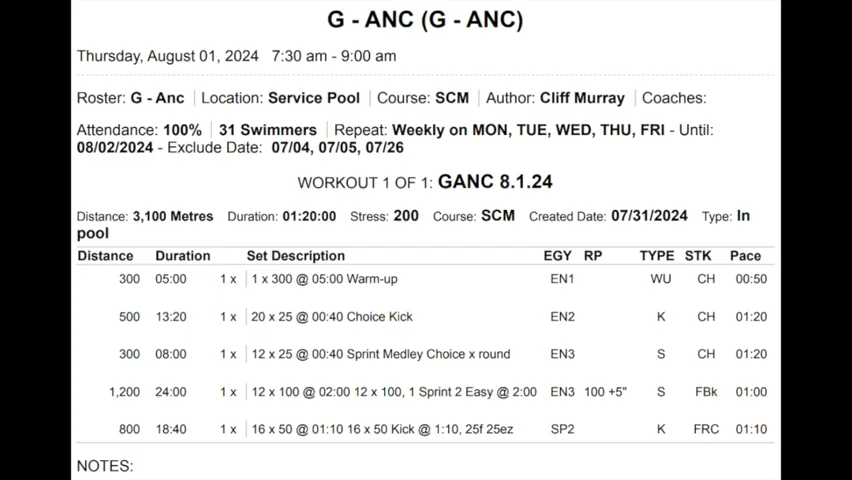 G - ANC (G - ANC)
Thursday, August 01, 2024 7:30 am - 9:00 am
Roster: G - Anc Location: Service Pool Course: SCM Author: Cliff Murray Coaches:
Attendance: 100% 31 Swimmers Repeat: Weekly on MON, TUE, WED, THU, FRI - Until:
08/02/2024 - Exclude Date: 07/04, 07/05, 07/26
WORKOUT 1 OF 1: GANC 8.1.24
Distance: 3,100 Metres Duration: 01:20:00 Stress: 200 Course: SCM Created Date: 07/31/2024 Type: In
pool
Distance Duration Set Description EGY RP TYPE STK Pace
300 05:00 1 x 1 x 300 @ 05:00 Warm-up EN1 WU CH 00:50
500 13:20 1 x 20 x 25 @ 00:40 Choice Kick EN2 K CH 01:20
300 08:00 1 x 12 x 25 @ 00:40 Sprint Medley Choice x round EN3 S CH 01:20
1,200 24:00 1 x 12 x 100 @ 02:00 12 x 100, 1 Sprint 2 Easy @ 2:00 EN3 100 +5" S FBk 01:00
800 18:40 1 x 16 x 50 @ 01:10 16 x 50 Kick @ 1:10, 25f 25ez SP2 K FRC 01:10
NOTES: